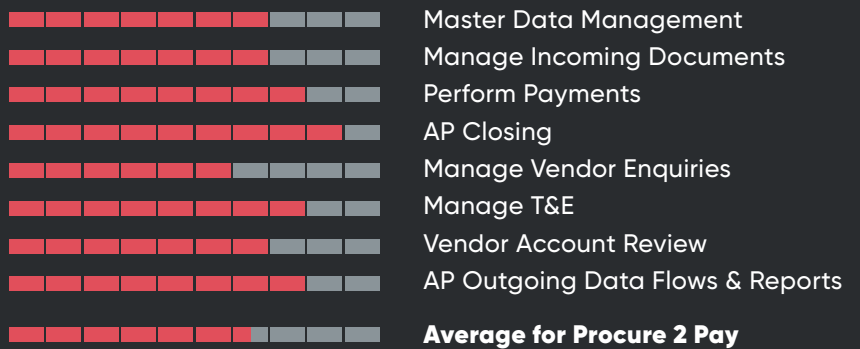 Master Data Management
Manage Incoming Documents
Perform Payments
AP Closing
Manage Vendor Enquiries
Manage T&E
Vendor Account Review
AP Outgoing Data Flows & Reports
Average for Procure 2 Pay